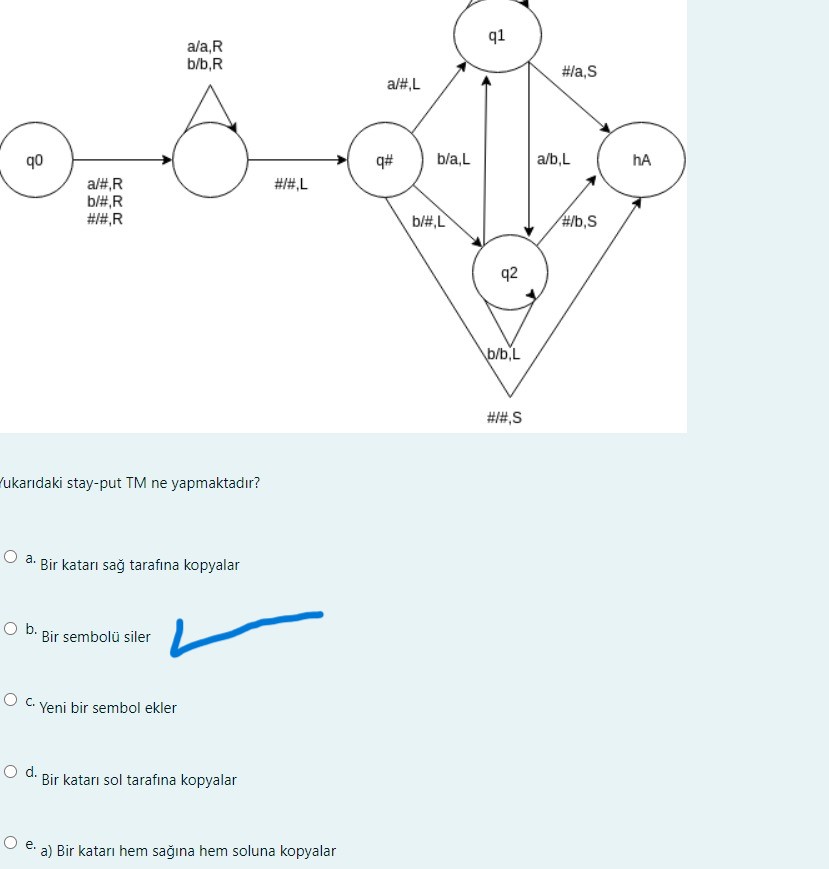 a/a,R
b/b,R
q1
#/a,S
a/#,L
q0
q#
b/a,L
a/b,L
hA
a/#,R
b/#,R
#/#,R
#/#,L
b/#,L
#/b,S
q2
b/b,L
#/#,S
Yukarıdaki stay-put TM ne yapmaktadır?
a. Bir katarı sağ tarafına kopyalar
b. Bir sembolü siler
c. Yeni bir sembol ekler
d. Bir katarı sol tarafına kopyalar
e. a) Bir katarı hem sağına hem soluna kopyalar